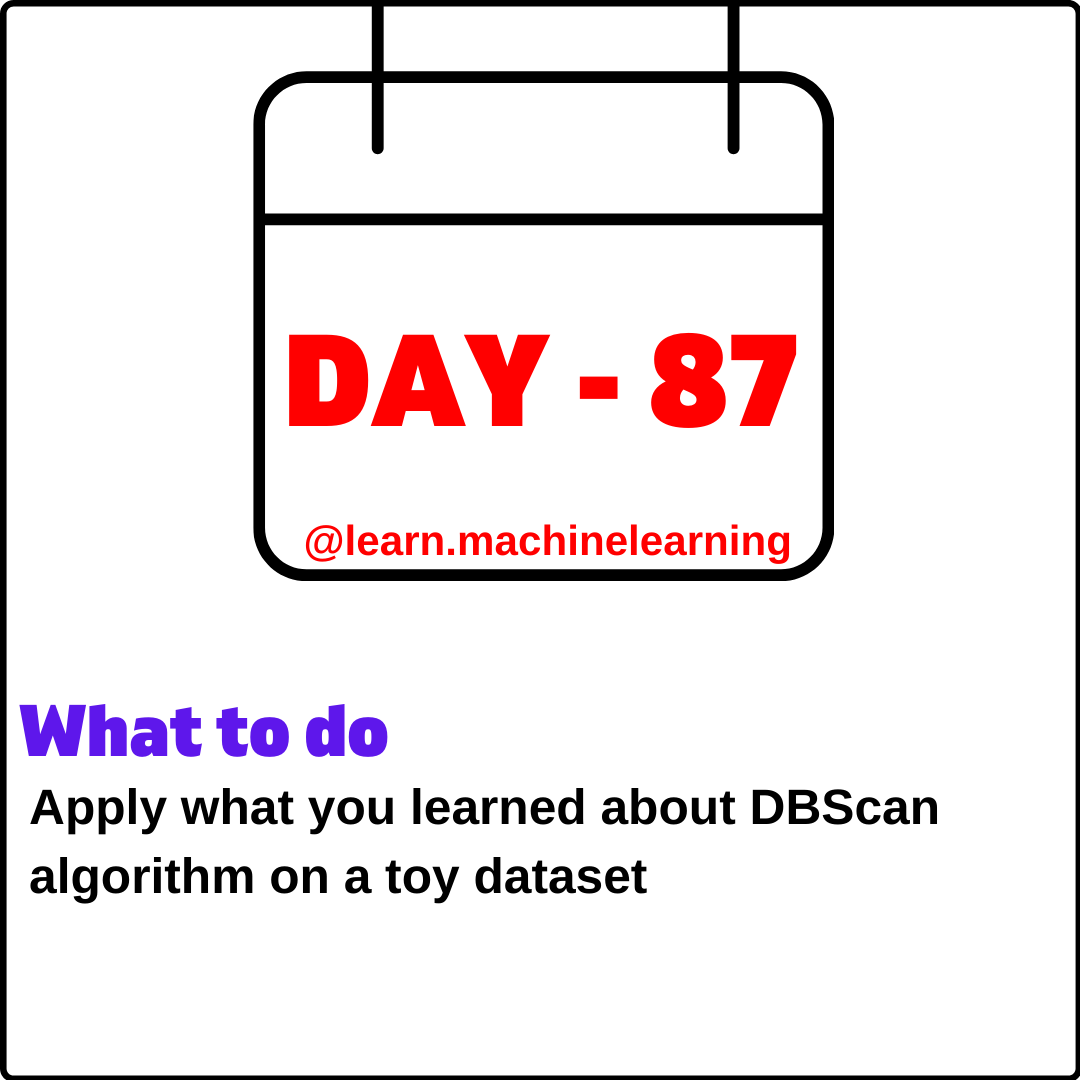 DAY - 87
@learn.machinelearning
What to do
Apply what you learned about DBScan
algorithm on a toy dataset